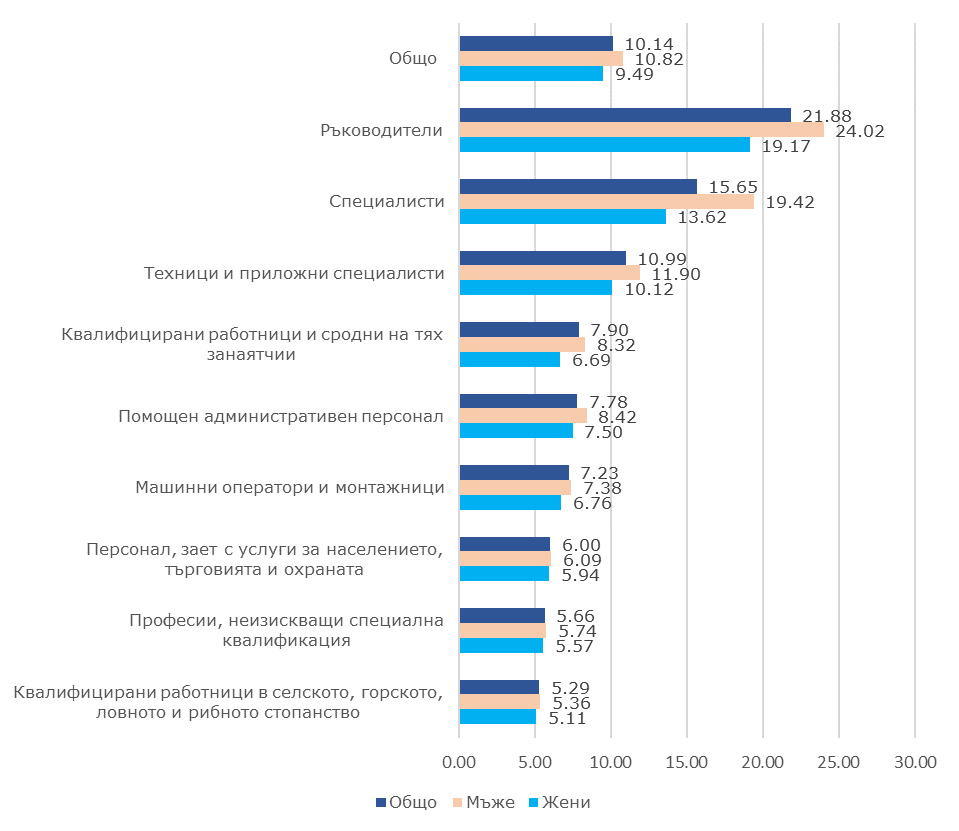 Общо
10.14
10.82
9.49
Ръководители
21.88
24.02
19.17
Специалисти
15.65
19.42
13.62
Техници и приложни специалисти
10.99
11.90
10.12
Квалифицирани работници и сродни на тях
занаятчии
7.90
8.32
6.69
Помощен административен персонал
7.78
8.42
7.50
Машинни оператори и монтажници
7.23
7.38
6.76
Персонал, зает с услуги за населението,
търговията и охраната
6.00
6.09
5.94
Професии, неизискващи специална
квалификация
5.66
5.74
5.57
Квалифицирани работници в селското, горското,
ловното и рибното стопанство
5.29
5.36
5.11
0.00 5.00 10.00 15.00 20.00 25.00 30.00
Общо Мъже Жени